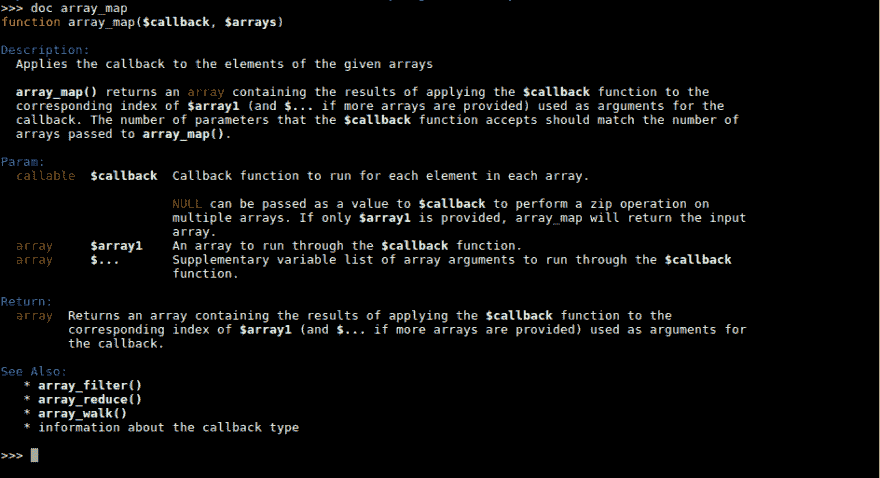 >>> doc array_map
function array_map($callback, $arrays)
Description:
Applies the callback to the elements of the given arrays
array_map() returns an array containing the results of applying the $callback function to the
corresponding index of $array1 (and $... if more arrays are provided) used as arguments for the
callback. The number of parameters that the $callback function accepts should match the number of
arrays passed to array_map().
Param:
callable $callback Callback function to run for each element in each array.
NULL can be passed as a value to $callback to perform a zip operation on
multiple arrays. If only $array1 is provided, array_map will return the input
array.
array $array1 An array to run through the $callback function.
array $... Supplementary variable list of array arguments to run through the $callback
function.
Return:
array Returns an array containing the results of applying the $callback function to the
corresponding index of $array1 (and $... if more arrays are provided) used as arguments for
the callback.
See Also:
* array_filter()
* array_reduce()
* array_walk()
* information about the callback type
>>>